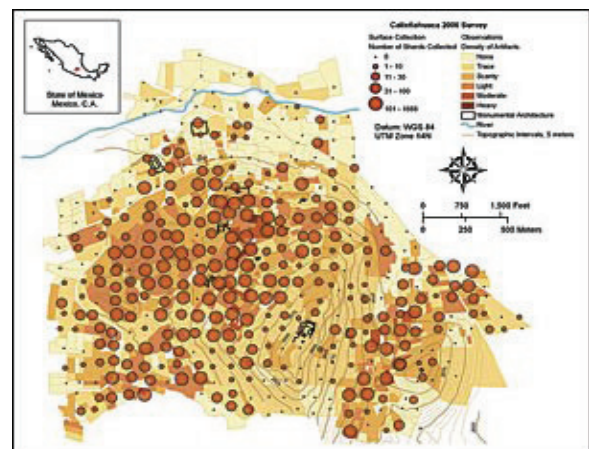 Calixtlahuaca 2006 Survey
Surface Collection
Number of Sherds Collected
0
1 - 10
11 - 30
31 - 100
101 - 1000
Datum: WGS 84
UTM Zone 14N
Observations
Density of Artifacts
None
Trace
Scanty
Light
Moderate
Heavy
Monumental Architecture
River
Topographic Intervals, 5 meters
State of Mexico
Mexico, C.A.
0 750 1,500 Feet
0 250 500 Meters